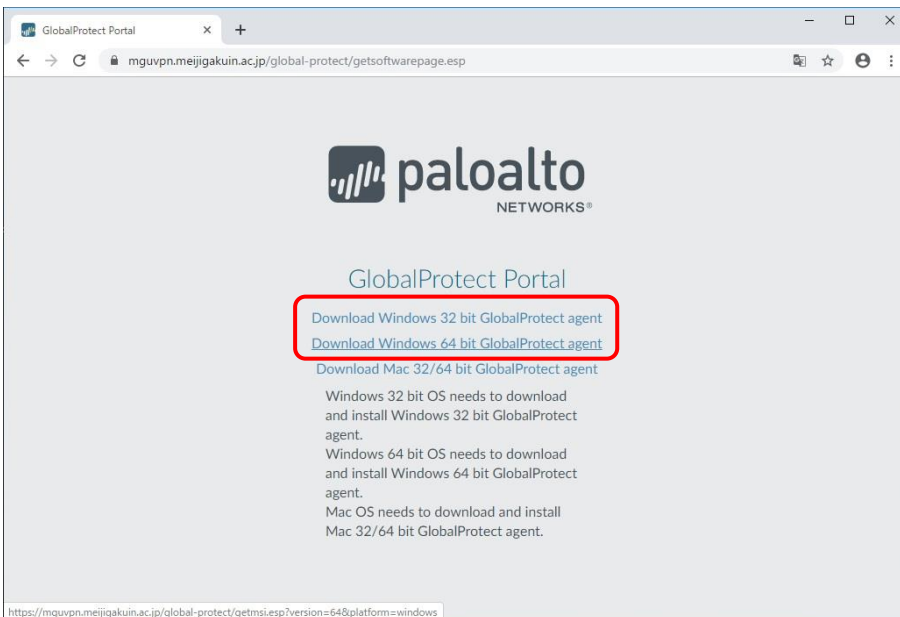 GlobalProtect Portal
mguvpn.meijigakuin.ac.jp/global-protect/getsoftwarepage.esp
paloalto
NETWORKS®
GlobalProtect Portal
Download Windows 32 bit GlobalProtect agent
Download Windows 64 bit GlobalProtect agent
Download Mac 32/64 bit GlobalProtect agent
Windows 32 bit OS needs to download
and install Windows 32 bit GlobalProtect
agent.
Windows 64 bit OS needs to download
and install Windows 64 bit GlobalProtect
agent.
Mac OS needs to download and install
Mac 32/64 bit GlobalProtect agent.
https://mguvpn.meijigakuin.ac.jp/global-protect/getmsi.esp?version=64&platform=windows